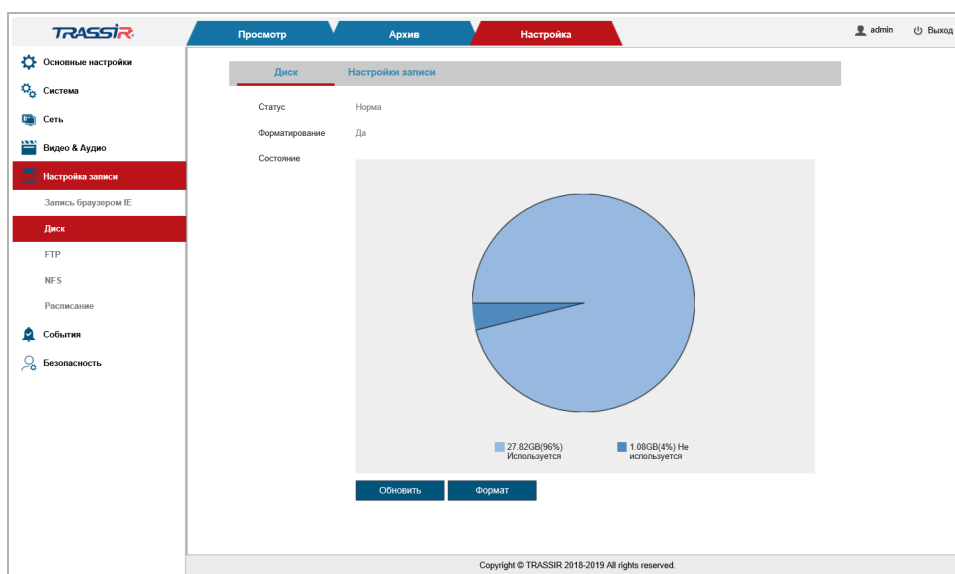 TRASSIR
Просмотр
Архив
Настройка
admin
Выход
Основные настройки
Система
Сеть
Видео & Аудио
Настройка записи
Запись браузером IE
Диск
FTP
NFS
Расписание
События
Безопасность
Диск
Настройки записи
Статус
Норма
Форматирование
Да
Состояние
27.82GB(96%)
Используется
1.08GB(4%) Не
используется
Обновить
Формат
Copyright © TRASSIR 2018-2019 All rights reserved.